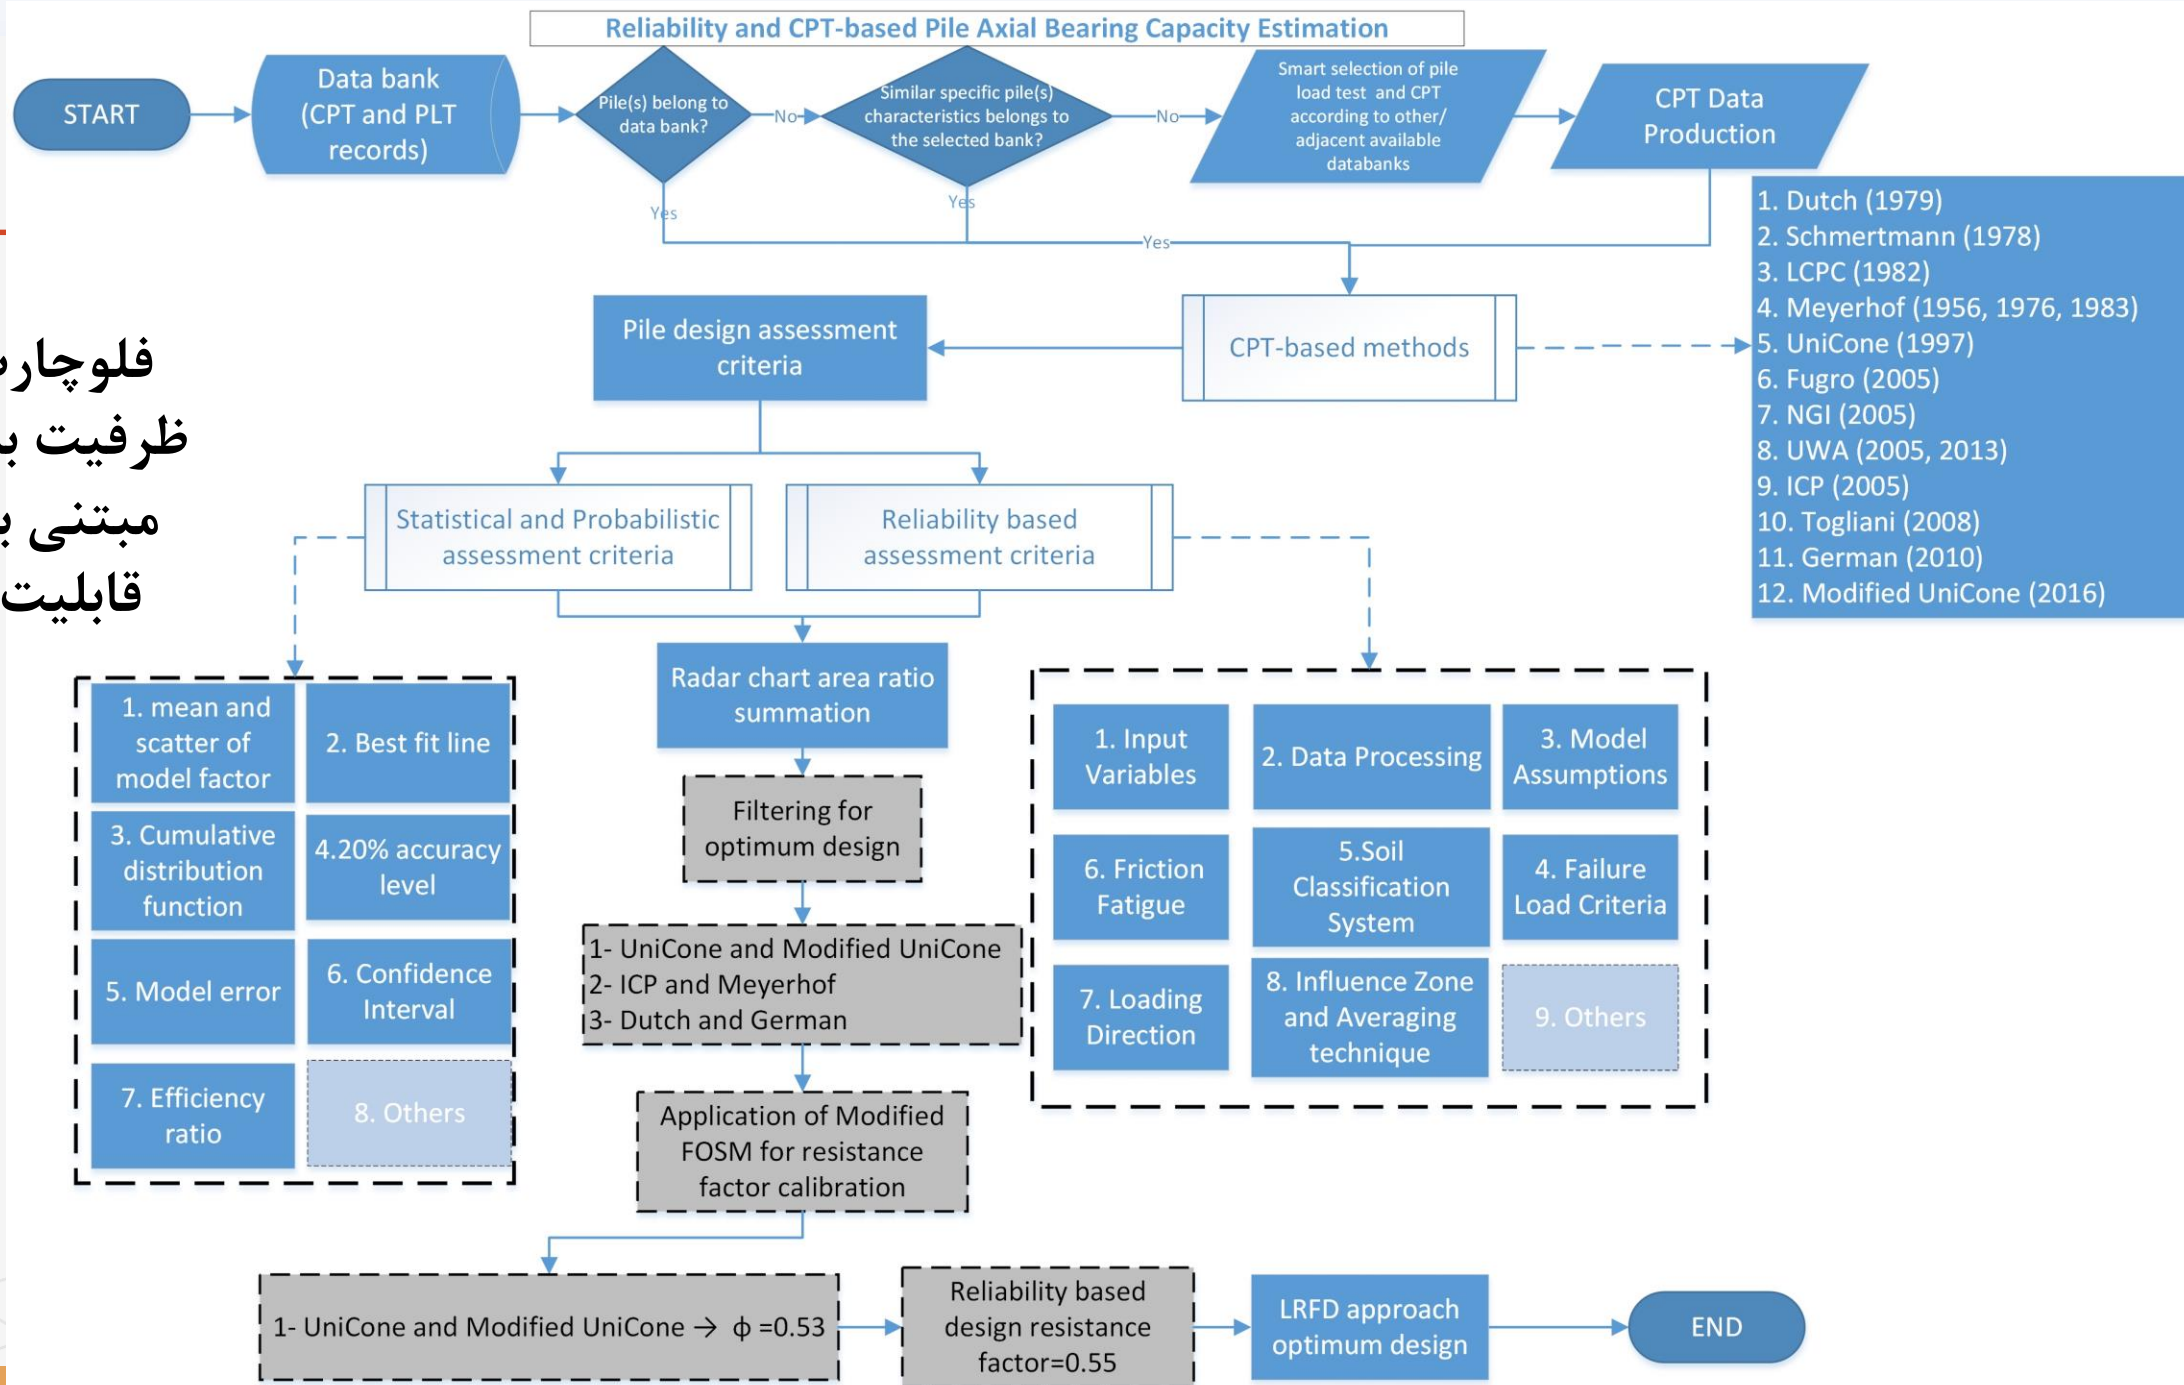 Reliability and CPT-based Pile Axial Bearing Capacity Estimation
START
Data bank
(CPT and PLT
records)
Pile(s) belong to
data bank?
No
Similar specific pile(s)
characteristics belongs to
the selected bank?
No
Smart selection of pile
load test and CPT
according to other/
adjacent available
databanks
CPT Data
Production
Yes
Yes
Yes
1. Dutch (1979)
2. Schmertmann (1978)
3. LCPC (1982)
4. Meyerhof (1956, 1976, 1983)
5. UniCone (1997)
6. Fugro (2005)
7. NGI (2005)
8. UWA (2005, 2013)
9. ICP (2005)
10. Togliani (2008)
11. German (2010)
12. Modified UniCone (2016)
ظرفیت
مبتنی
قابلیت
Pile design assessment
criteria
CPT-based methods
Statistical and Probabilistic
assessment criteria
Reliability based
assessment criteria
Radar chart area ratio
summation
Filtering for
optimum design
1- UniCone and Modified UniCone
2- ICP and Meyerhof
3- Dutch and German
Application of Modified
FOSM for resistance
factor calibration
1. mean and
scatter of
model factor
2. Best fit line
3. Cumulative
distribution
function
4.20% accuracy
level
5. Model error
6. Confidence
Interval
7. Efficiency
ratio
8. Others
1. Input
Variables
2. Data Processing
3. Model
Assumptions
6. Friction
Fatigue
5.Soil
Classification
System
4. Failure
Load Criteria
7. Loading
Direction
8. Influence Zone
and Averaging
technique
9. Others
1- UniCone and Modified UniCone → ϕ =0.53
Reliability based
design resistance
factor=0.55
LRFD approach
optimum design
END